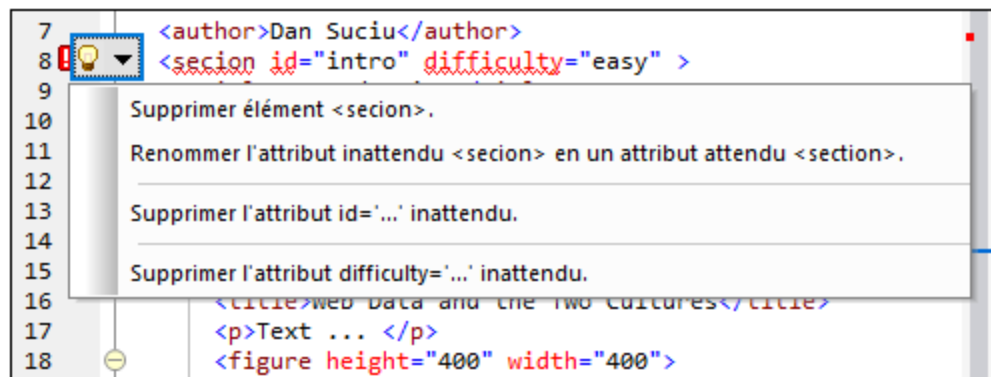 7 <author>Dan Suciu</author>
8 <secion id="intro" difficulty="easy" >
9
10 Supprimer élément <secion>.
11 Renommer l'attribut inattendu <secion> en un attribut attendu <section>.
12
13 Supprimer l'attribut id='...' inattendu.
14
15 Supprimer l'attribut difficulty='...' inattendu.
16 <title>Web Data and the Two Cultures</title>
17 <p>Text ... </p>
18 <figure height="400" width="400">